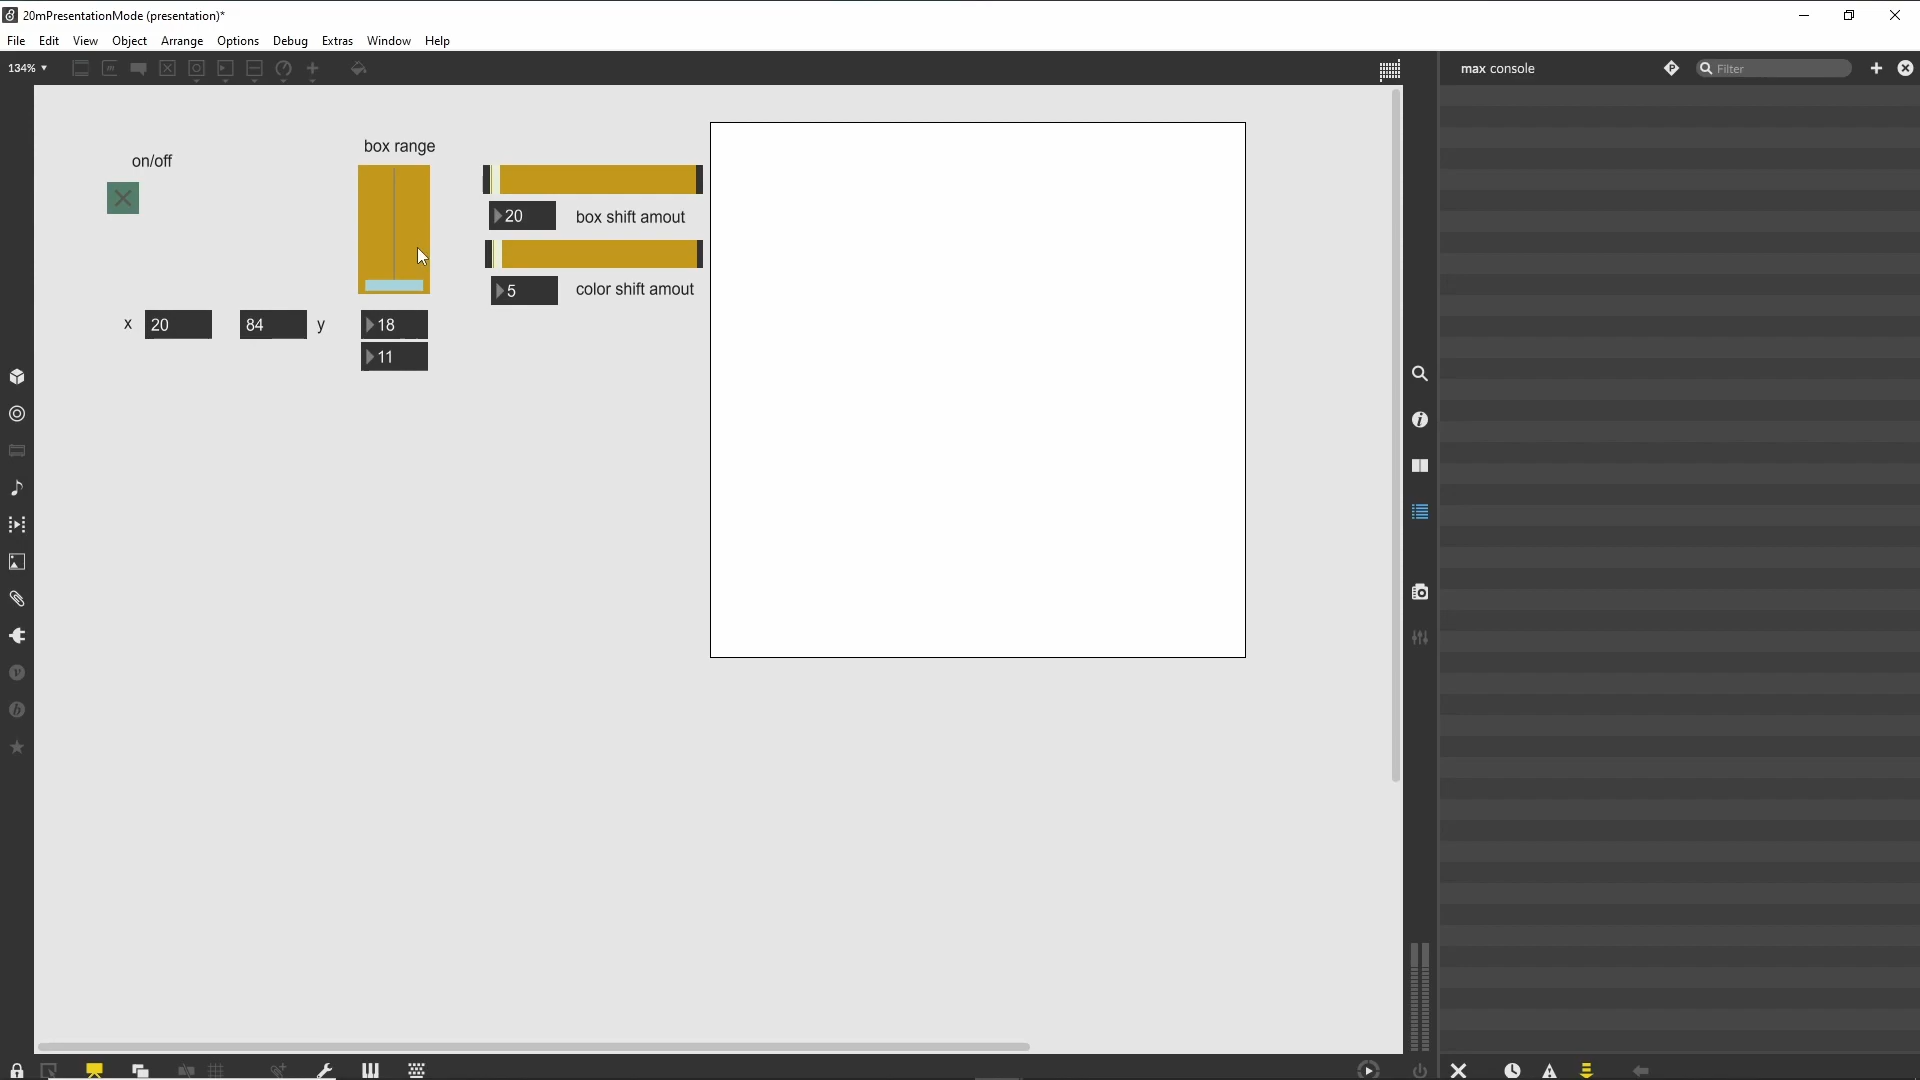 20mPresentationMode (presentation)*
File Edit View Object Arrange Options Debug Extras Window Help
134%
max console
Filter
on/off
box range
20
box shift amout
5
color shift amout
x 20 84 y
18
11